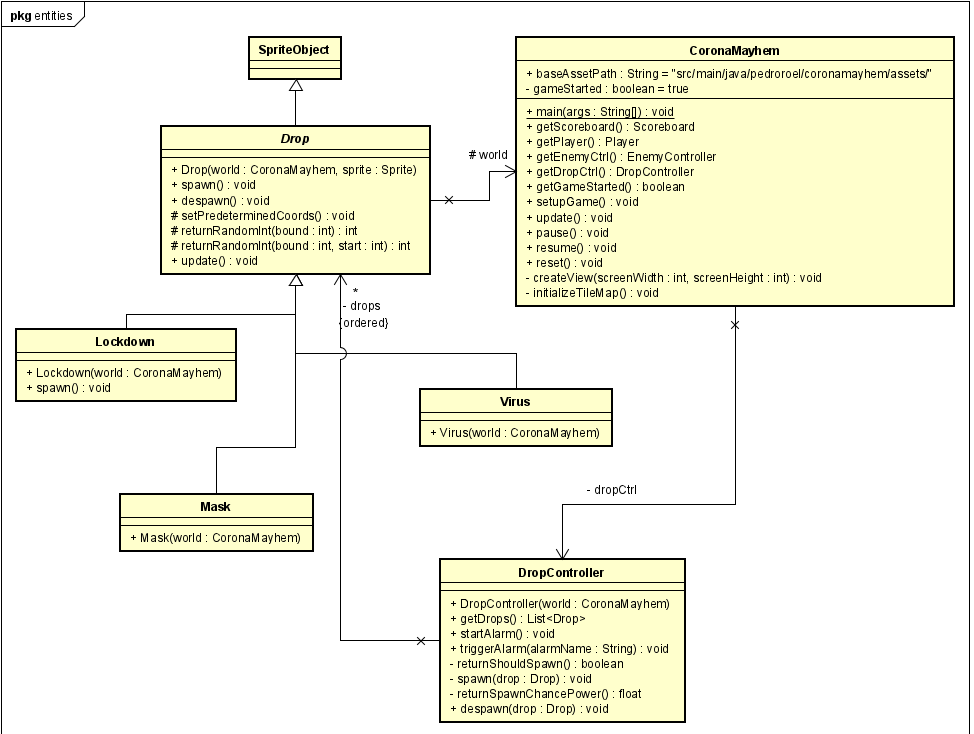 pkg entities
SpriteObject
CoronaMayhem
+ baseAssetPath : String = "src/main/java/pedroroel/coronamayhem/assets/"
- gameStarted : boolean = true
+ main(args : String[]) : void
+ getScoreboard() : Scoreboard
+ getPlayer() : Player
+ getEnemyCtrl() : EnemyController
+ getDropCtrl() : DropController
+ getGameStarted() : boolean
+ setupGame() : void
+ update() : void
+ pause() : void
+ resume() : void
+ reset() : void
- createView(screenWidth : int, screenHeight : int) : void
- initializeTileMap() : void
Drop
+ Drop(world : CoronaMayhem, sprite : Sprite)
+ spawn() : void
+ despawn() : void
# setPredeterminedCoords() : void
# returnRandomInt(bound : int) : int
# returnRandomInt(bound : int, start : int) : int
+ update() : void
# world
*
- drops
{ordered}
Lockdown
+ Lockdown(world : CoronaMayhem)
+ spawn() : void
Virus
+ Virus(world : CoronaMayhem)
Mask
+ Mask(world : CoronaMayhem)
- dropCtrl
DropController
+ DropController(world : CoronaMayhem)
+ getDrops() : List<Drop>
+ startAlarm() : void
+ triggerAlarm(alarmName : String) : void
- returnShouldSpawn() : boolean
- spawn(drop : Drop) : void
- returnSpawnChancePower() : float
+ despawn(drop : Drop) : void